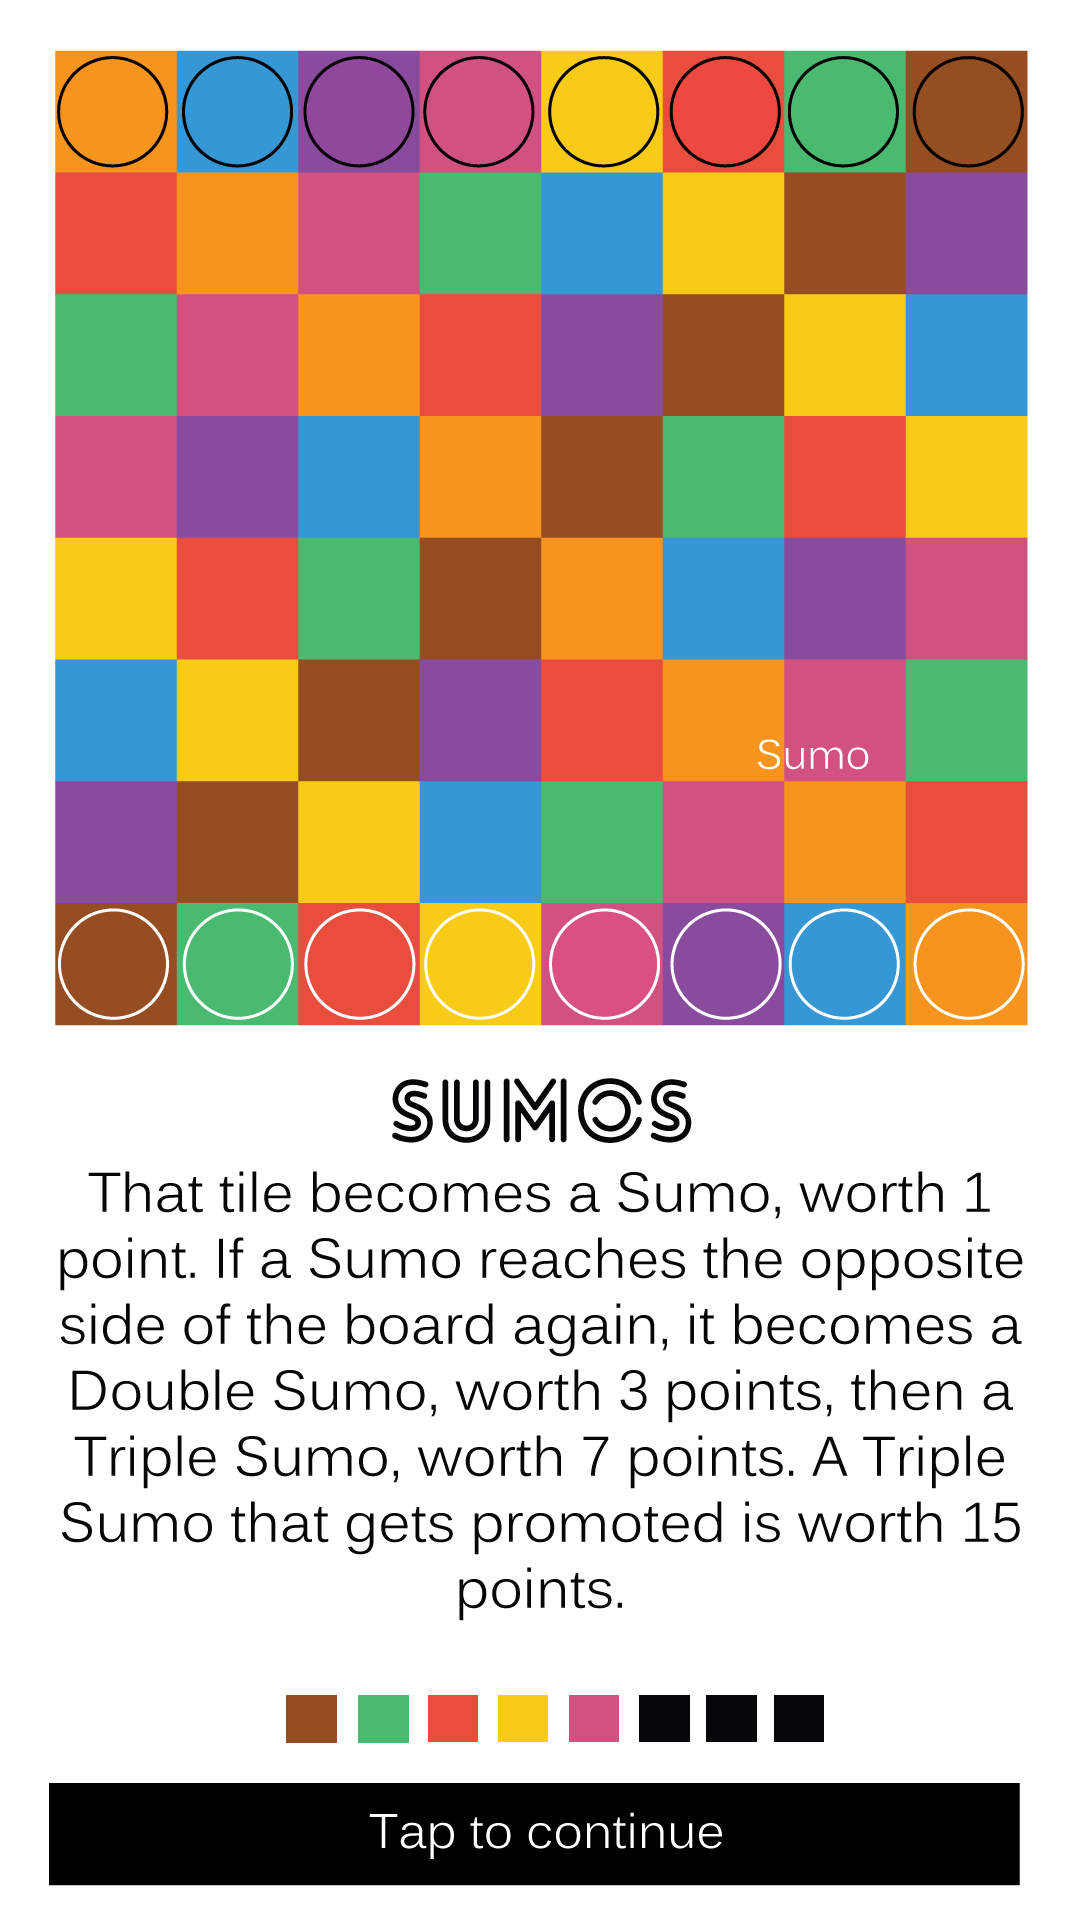 Sumo
SUMOS
That tile becomes a Sumo, worth 1
point. If a Sumo reaches the opposite
side of the board again, it becomes a
Double Sumo, worth 3 points, then a
Triple Sumo, worth 7 points. A Triple
Sumo that gets promoted is worth 15
points.
Tap to continue